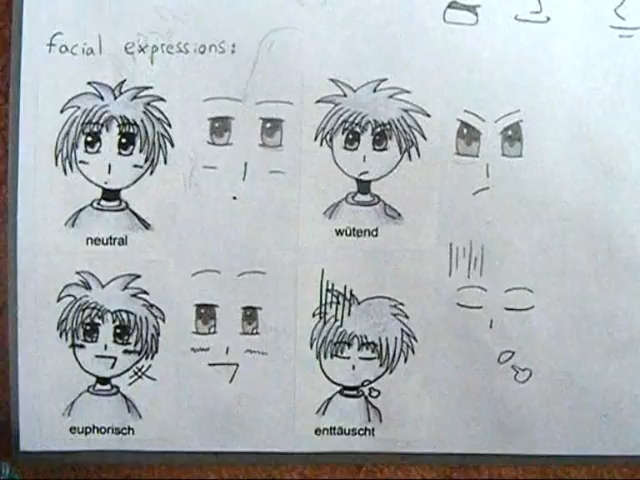 facial expressions:
neutral
wütend
euphorisch
enttäuscht